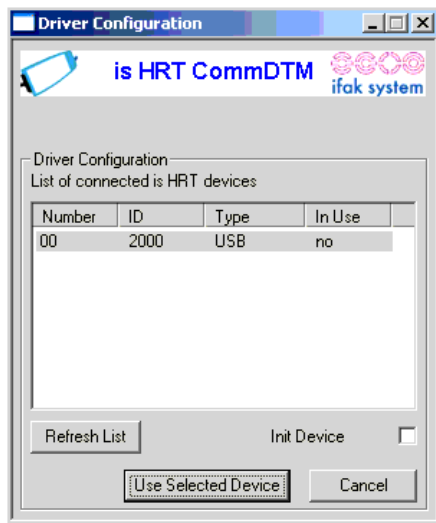 Driver Configuration
is HRT CommDTM
ifak system
Driver Configuration
List of connected is HRT devices
Number ID Type In Use
00 2000 USB no
Refresh List Init Device
Use Selected Device Cancel